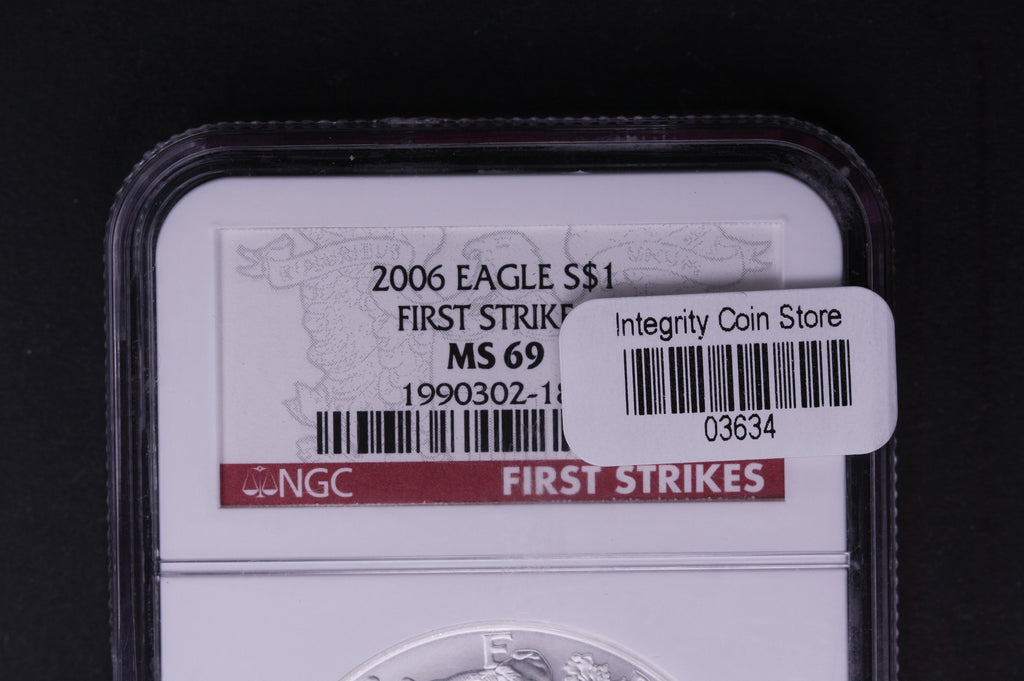 2006 EAGLE S$1
FIRST STRIKE
MS 69
1990302-18
NGC
FIRST STRIKES
Integrity Coin Store
03634
E